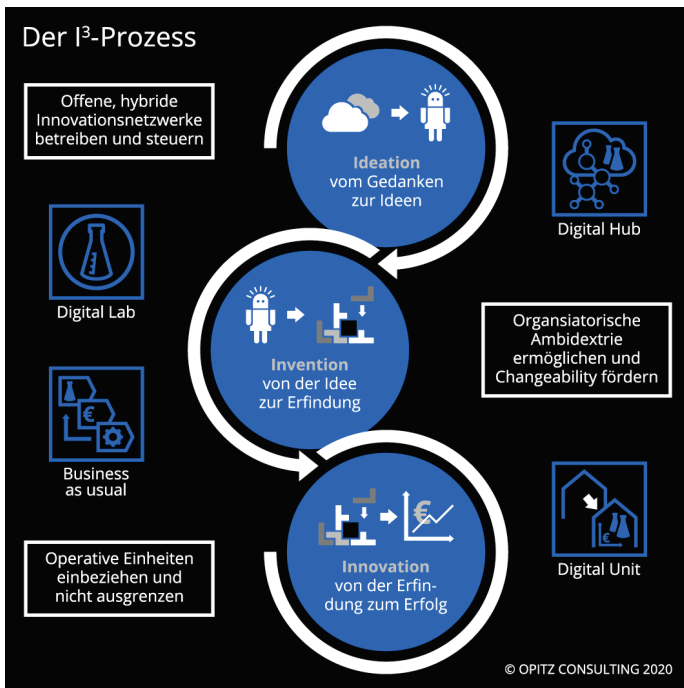 Der I³-Prozess
Offene, hybride
Innovationsnetzwerke
betreiben und steuern
Ideation
vom Gedanken
zur Ideen
Digital Hub
Digital Lab
Invention
von der Idee
zur Erfindung
Organsiatorische
Ambidextrie
ermöglichen und
Changeability fördern
€
Business
as usual
€
Innovation
von der Erfin-
dung zum Erfolg
€
Digital Unit
Operative Einheiten
einbeziehen und
nicht ausgrenzen
© OPITZ CONSULTING 2020